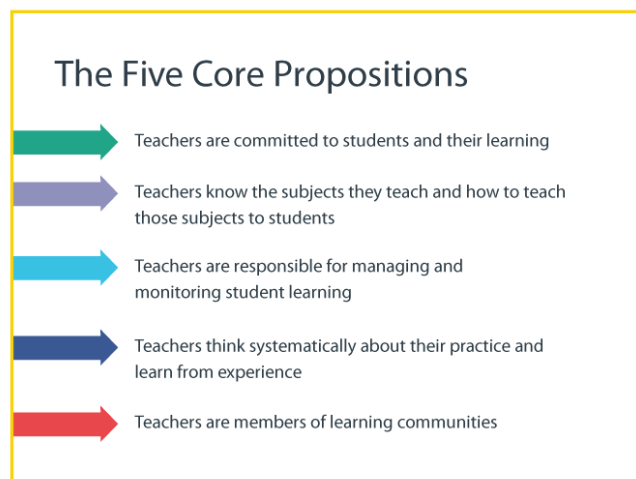 The Five Core Propositions
Teachers are committed to students and their learning
Teachers know the subjects they teach and how to teach
those subjects to students
Teachers are responsible for managing and
monitoring student learning
Teachers think systematically about their practice and
learn from experience
Teachers are members of learning communities